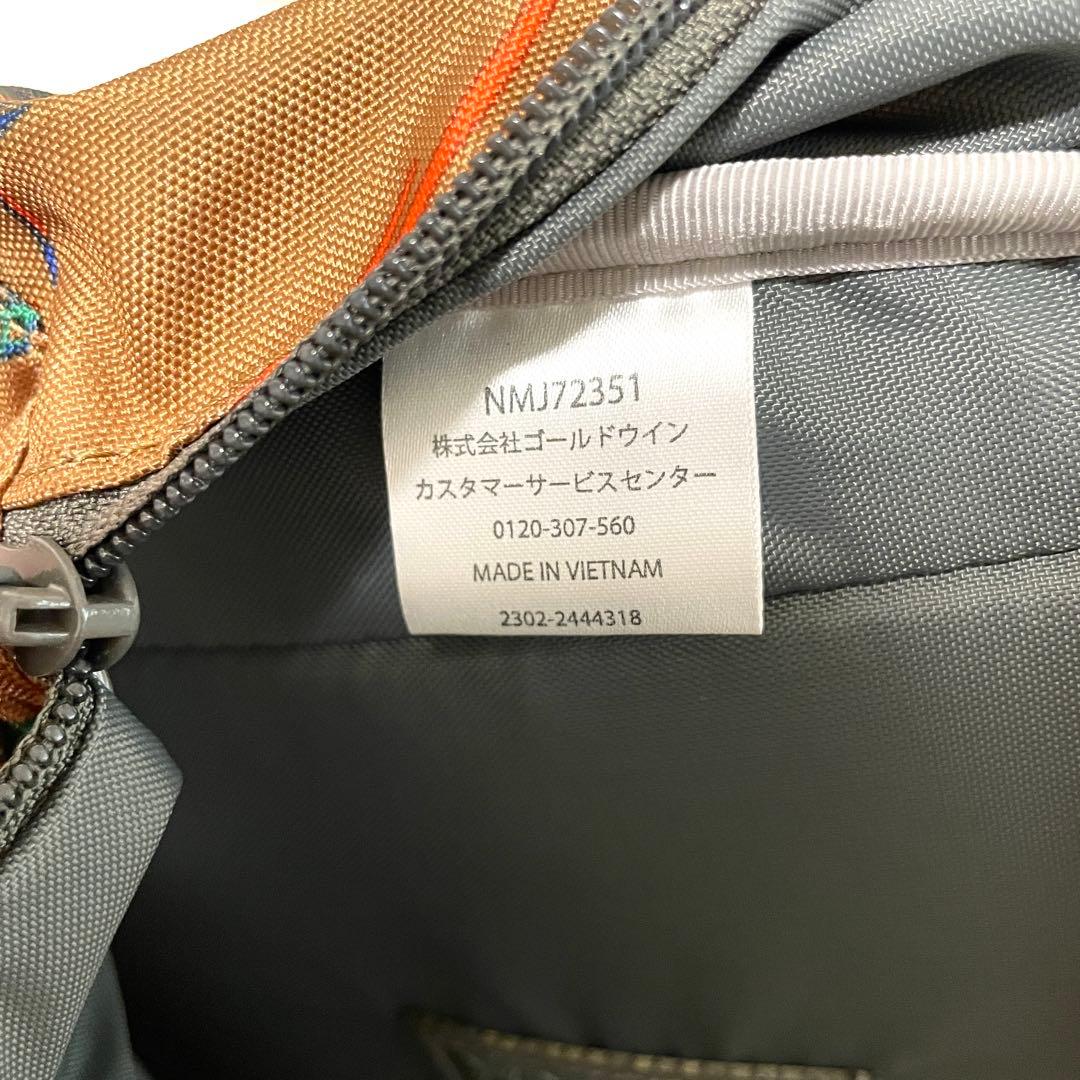 NMJ72351
株式会社ゴールドウイン
カスタマーサービスセンター
0120-307-560
MADE IN VIETNAM
2302-2444318